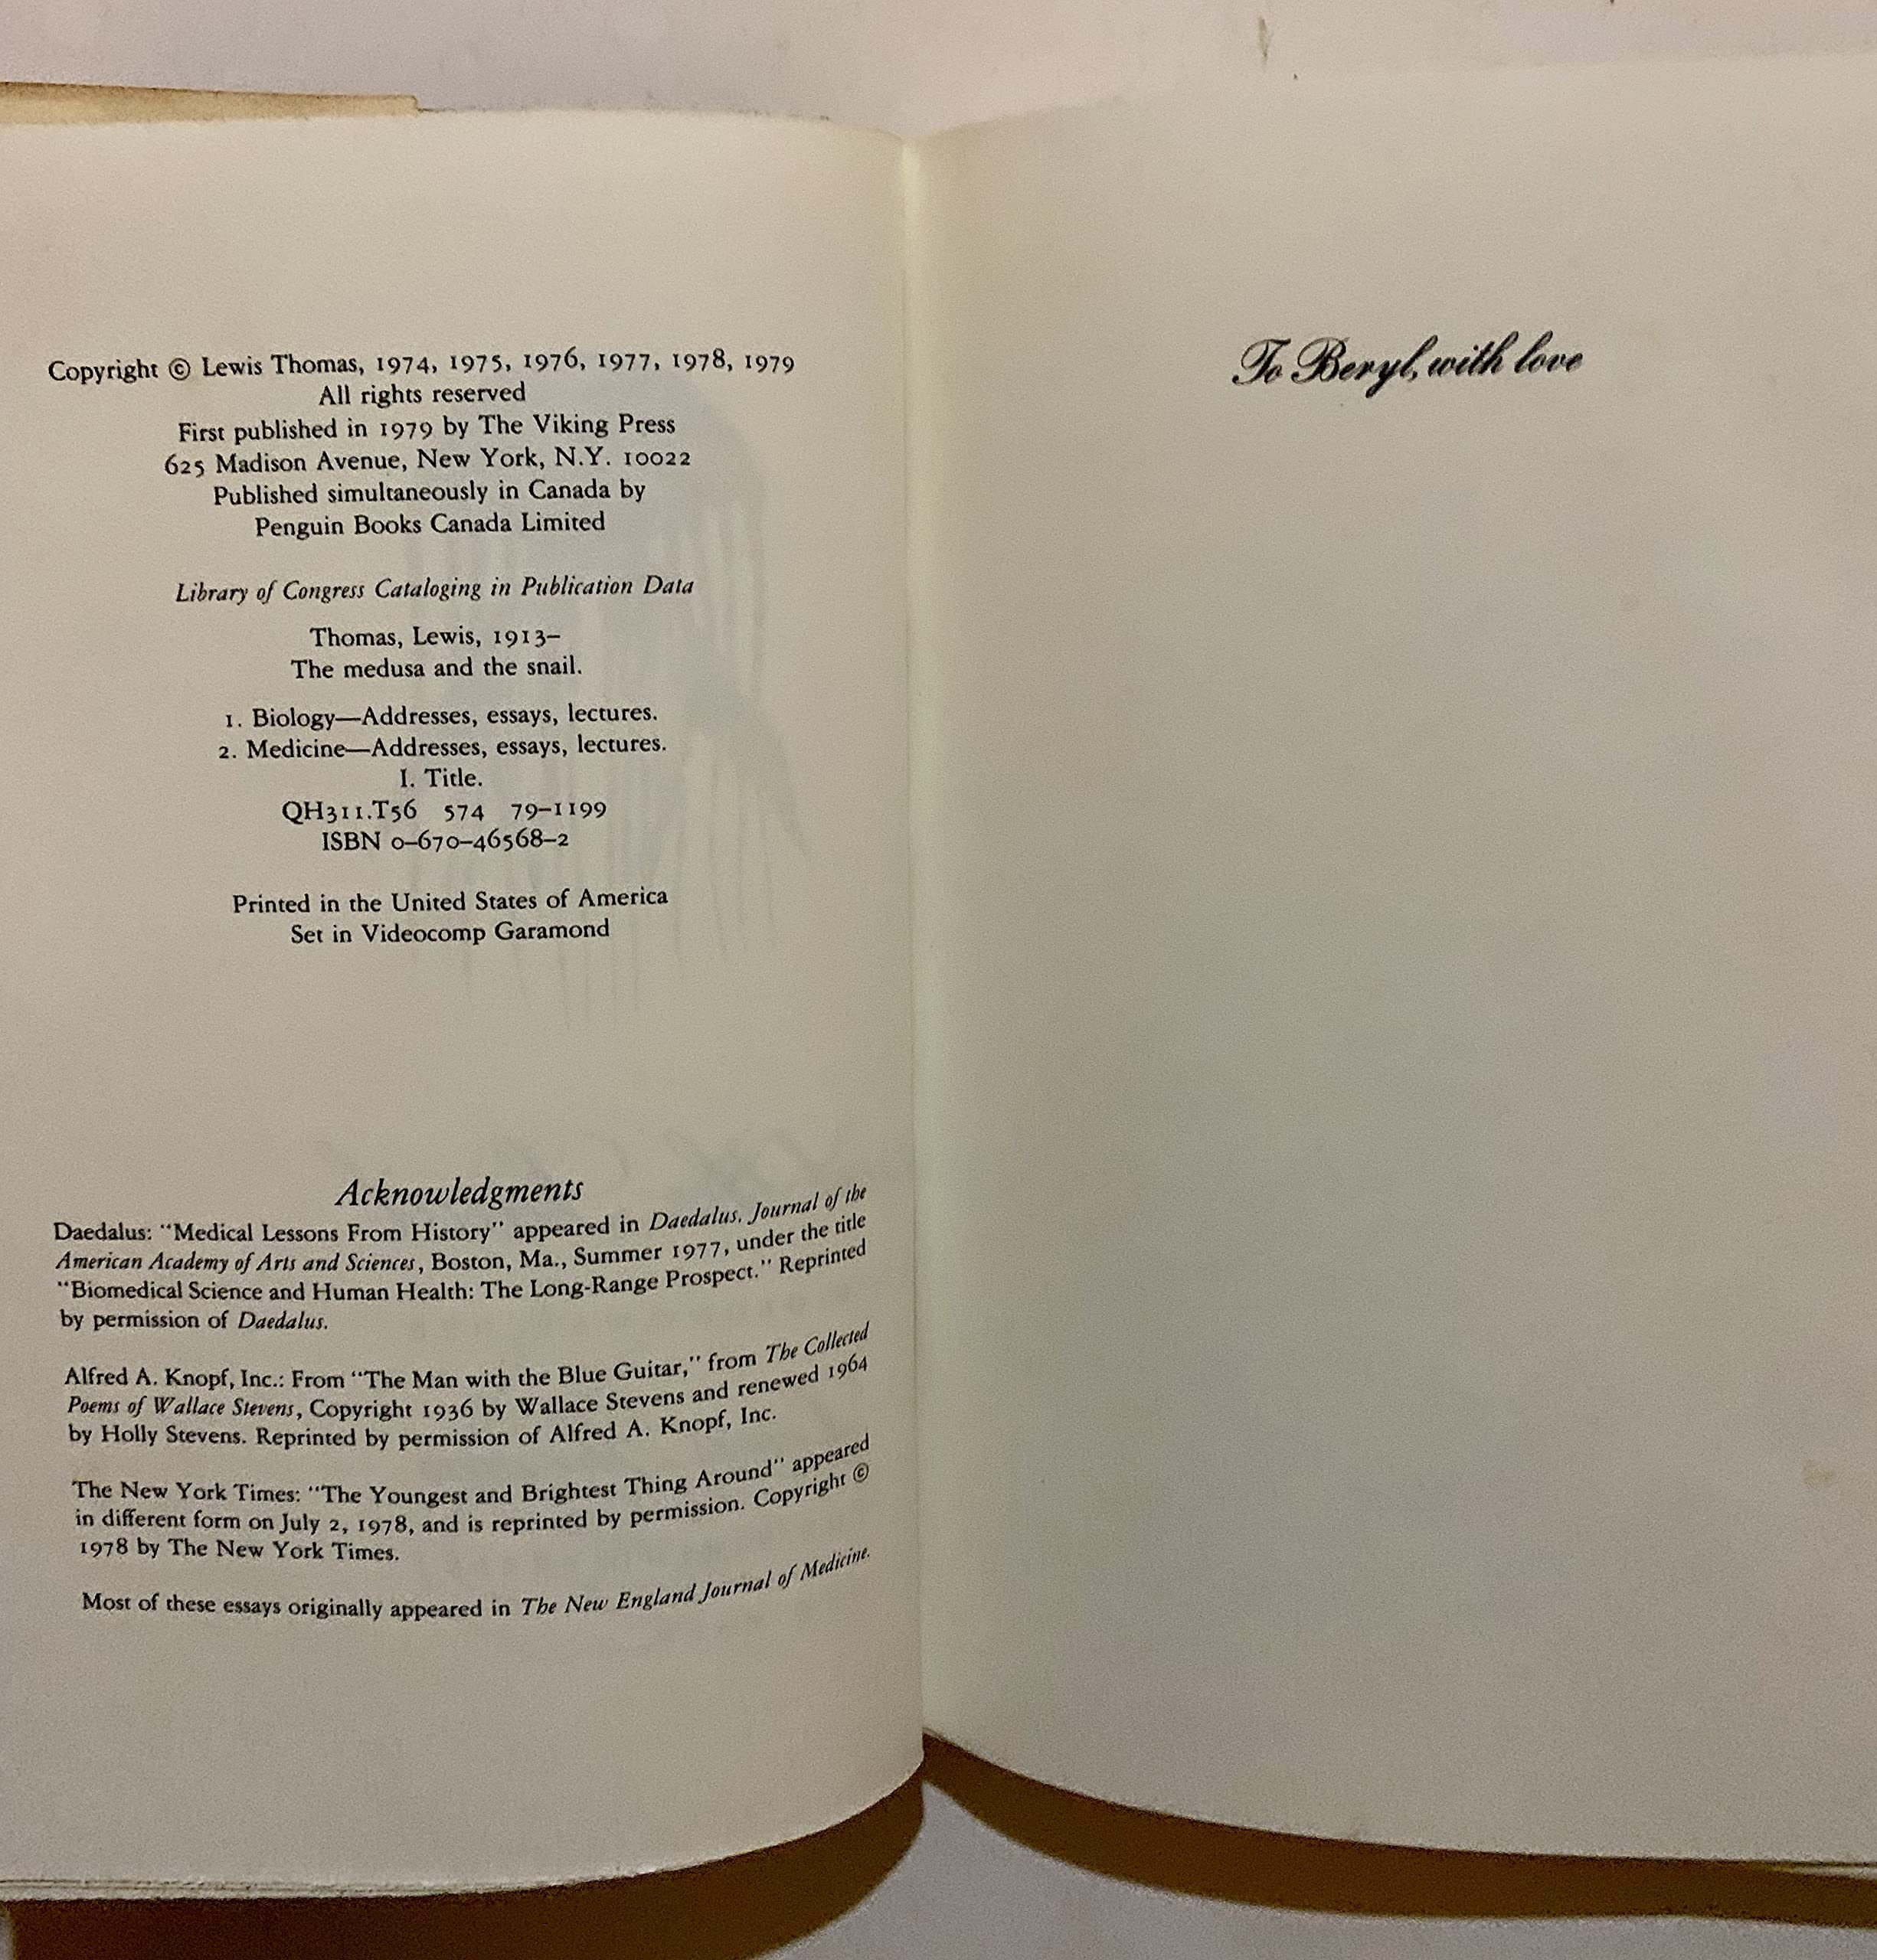 Copyright © Lewis Thomas, 1974, 1975, 1976, 1977, 1978, 1979
All rights reserved
First published in 1979 by The Viking Press
625 Madison Avenue, New York, N.Y. 10022
Published simultaneously in Canada by
Penguin Books Canada Limited
Library of Congress Cataloging in Publication Data
Thomas, Lewis, 1913–
The medusa and the snail.
1. Biology—Addresses, essays, lectures.
2. Medicine—Addresses, essays, lectures.
I. Title.
QH311.T56 574 79–1199
ISBN 0–670–46568–2
Printed in the United States of America
Set in Videocomp Garamond
Acknowledgments
Daedalus: “Medical Lessons From History” appeared in Daedalus, Journal of the
American Academy of Arts and Sciences, Boston, Ma., Summer 1977, under the title
“Biomedical Science and Human Health: The Long-Range Prospect.” Reprinted
by permission of Daedalus.
Alfred A. Knopf, Inc.: From “The Man with the Blue Guitar,” from The Collected
Poems of Wallace Stevens, Copyright 1936 by Wallace Stevens and renewed 1964
by Holly Stevens. Reprinted by permission of Alfred A. Knopf, Inc.
The New York Times: “The Youngest and Brightest Thing Around” appeared
in different form on July 2, 1978, and is reprinted by permission. Copyright ©
1978 by The New York Times.
Most of these essays originally appeared in The New England Journal of Medicine.
To Beryl, with love